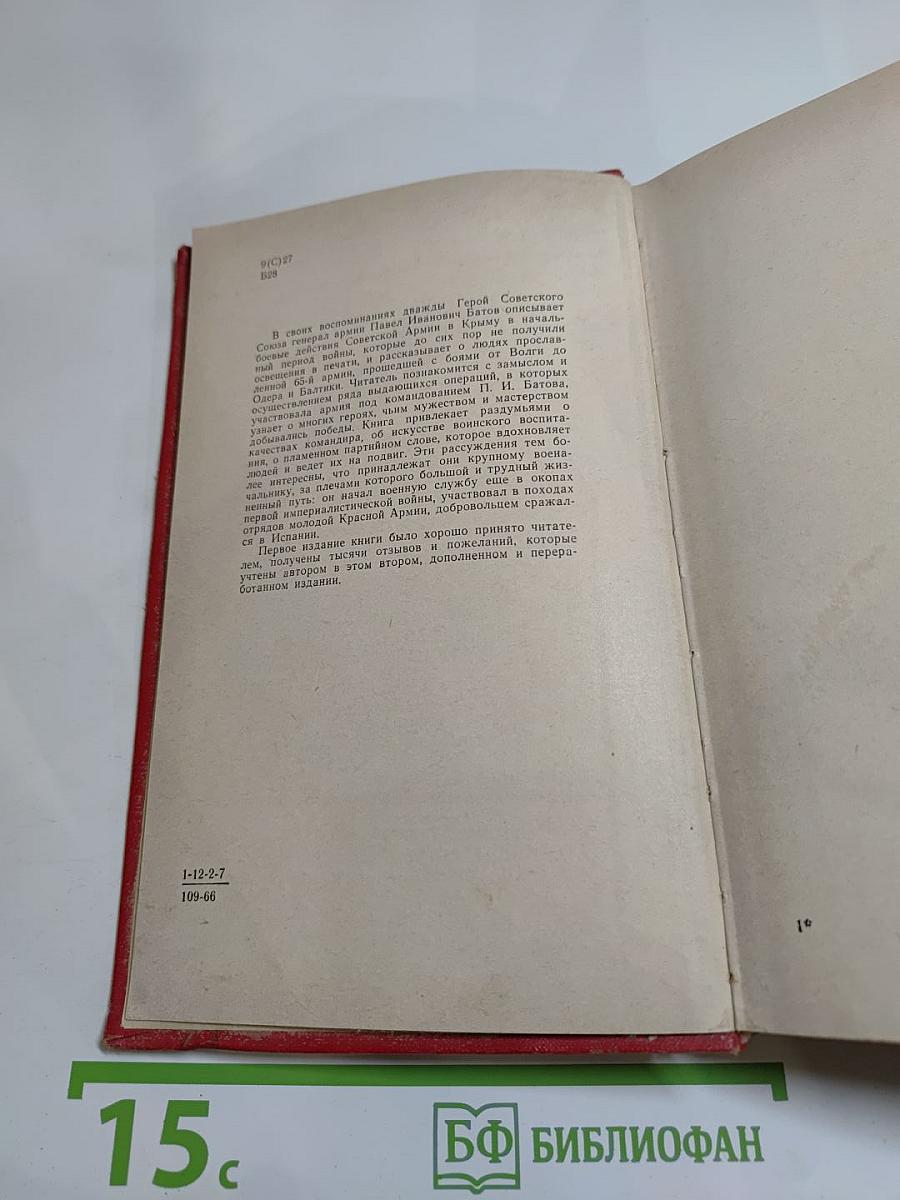 9(С)27
Б28
В своих воспоминаниях дважды Герой Советского
Союза генерал армии Павел Иванович Батов описывает
боевые действия Советской Армии в Крыму в началь-
ный период войны, которые до сих пор не получили
освещения в печати, и рассказывает о людях прослав-
ленной 65-й армии, прошедшей с боями от Волги до
Одера и Балтики. Читатель познакомится с замыслом и
осуществлением ряда выдающихся операций, в которых
участвовала армия под командованием П. И. Батова,
узнает о многих героях, чьим мужеством и мастерством
добывались победы. Книга привлекает раздумьями о
качествах командира, об искусстве воинского воспита-
ния, о пламенном партийном слове, которое вдохновляет
людей и ведет их на подвиг. Эти рассуждения тем бо-
лее интересны, что принадлежат они крупному воена-
чальнику, за плечами которого большой и трудный жиз-
ненный путь: он начал военную службу еще в окопах
первой империалистической войны, участвовал в походах
отрядов молодой Красной Армии, добровольцем сражал-
ся в Испании.
Первое издание книги было хорошо принято читате-
лем, получены тысячи отзывов и пожеланий, которые
учтены автором в этом втором, дополненном и перера-
ботанном издании.
1-12-2-7
109-66
1*
15 с
БФ БИБЛИОФАН